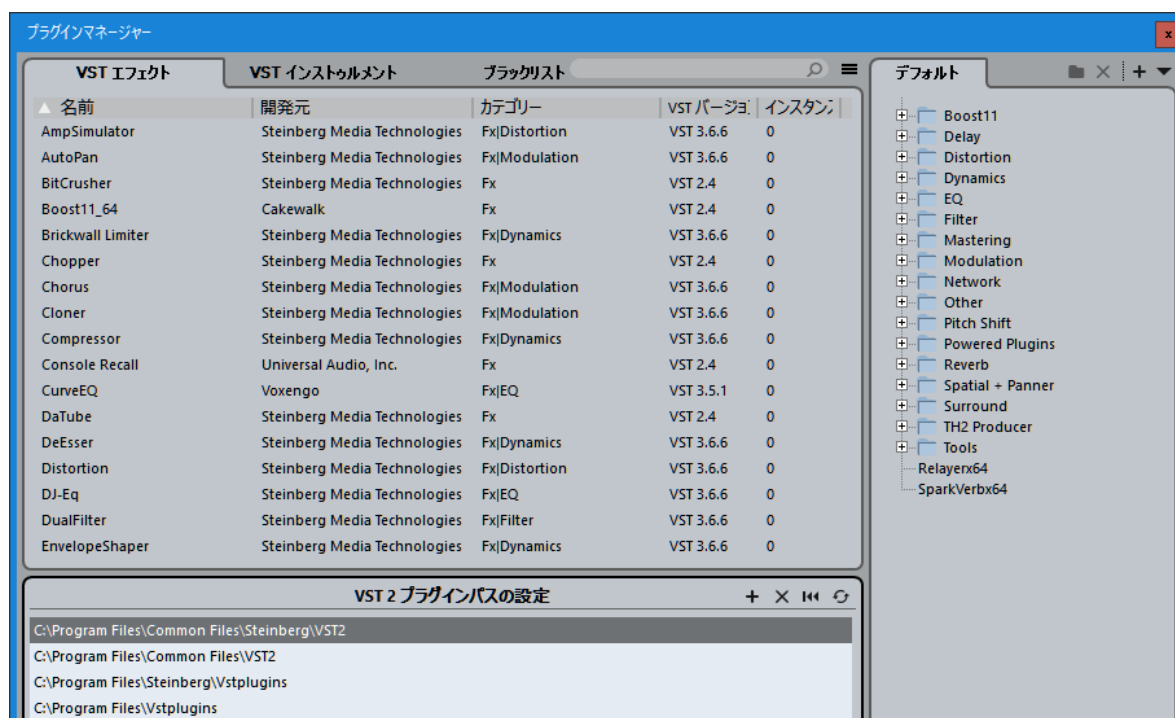 プラグインマネージャー
x
VST エフェクト VST インストゥルメント ブラックリスト
名前 開発元 カテゴリー VST バージョ インスタン
AmpSimulator Steinberg Media Technologies Fx|Distortion VST 3.6.6 0
AutoPan Steinberg Media Technologies Fx|Modulation VST 3.6.6 0
BitCrusher Steinberg Media Technologies Fx VST 2.4 0
Boost11_64 Cakewalk Fx VST 2.4 0
Brickwall Limiter Steinberg Media Technologies Fx|Dynamics VST 3.6.6 0
Chopper Steinberg Media Technologies Fx VST 2.4 0
Chorus Steinberg Media Technologies Fx|Modulation VST 3.6.6 0
Cloner Steinberg Media Technologies Fx|Modulation VST 3.6.6 0
Compressor Steinberg Media Technologies Fx|Dynamics VST 3.6.6 0
Console Recall Universal Audio, Inc. Fx VST 2.4 0
CurveEQ Voxengo Fx|EQ VST 3.5.1 0
DaTube Steinberg Media Technologies Fx VST 2.4 0
DeEsser Steinberg Media Technologies Fx|Dynamics VST 3.6.6 0
Distortion Steinberg Media Technologies Fx|Distortion VST 3.6.6 0
DJ-Eq Steinberg Media Technologies Fx|EQ VST 3.6.6 0
DualFilter Steinberg Media Technologies Fx|Filter VST 3.6.6 0
EnvelopeShaper Steinberg Media Technologies Fx|Dynamics VST 3.6.6 0
VST 2 プラグインパスの設定
C:\Program Files\Common Files\Steinberg\VST2
C:\Program Files\Common Files\VST2
C:\Program Files\Steinberg\Vstplugins
C:\Program Files\Vstplugins
デフォルト
Boost11
Delay
Distortion
Dynamics
EQ
Filter
Mastering
Modulation
Network
Other
Pitch Shift
Powered Plugins
Reverb
Spatial + Panner
Surround
TH2 Producer
Tools
Relayerx64
SparkVerbx64